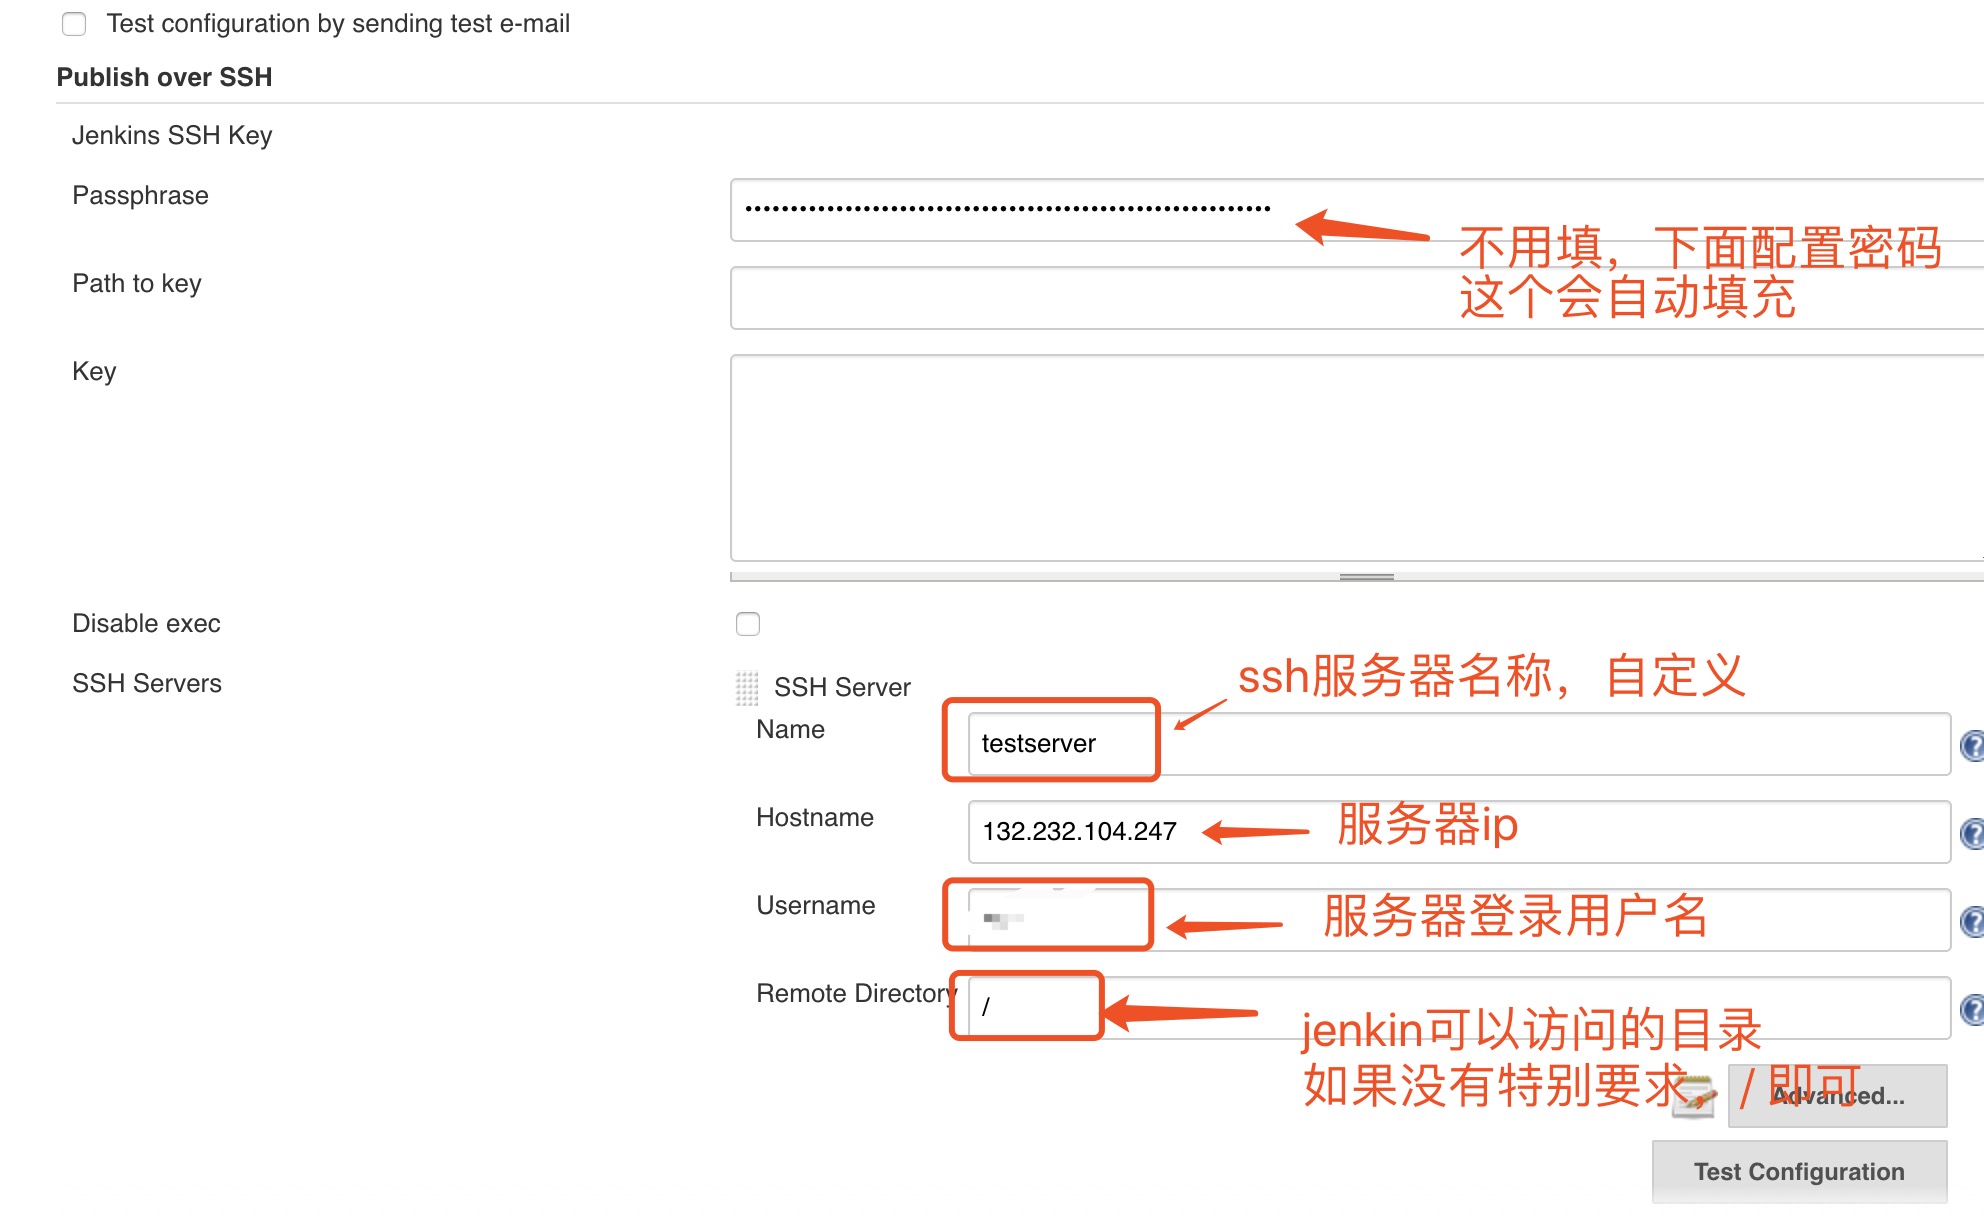 Test configuration by sending test e-mail
Publish over SSH
Jenkins SSH Key
Passphrase
不用填，下面配置密码
这个会自动填充
Path to key
Key
Disable exec
SSH Servers
SSH Server
ssh服务器名称，自定义
Name
testserver
Hostname
132.232.104.247
服务器ip
Username
服务器登录用户名
Remote Directory
/
jenkin可以访问的目录
如果没有特别要求，/ 即可
Advanced...
Test Configuration